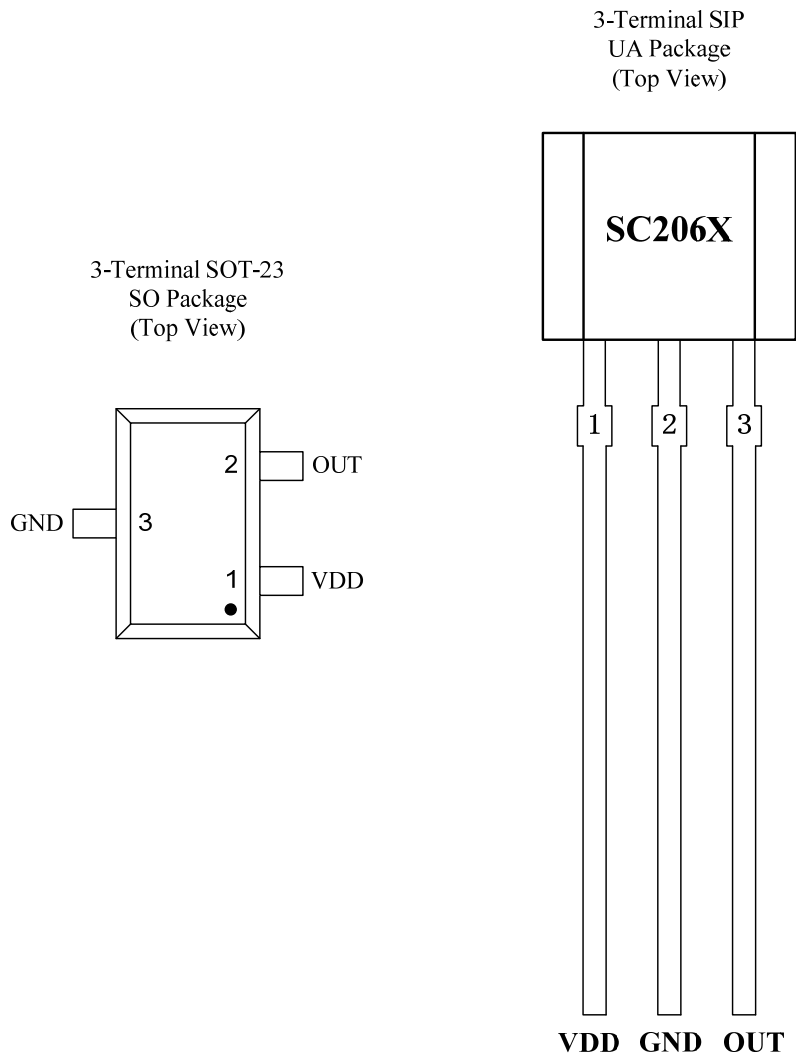 3-Terminal SIP
UA Package
(Top View)
SC206X
1 2 3
VDD GND OUT
3-Terminal SOT-23
SO Package
(Top View)
2 OUT
GND 3
1 VDD